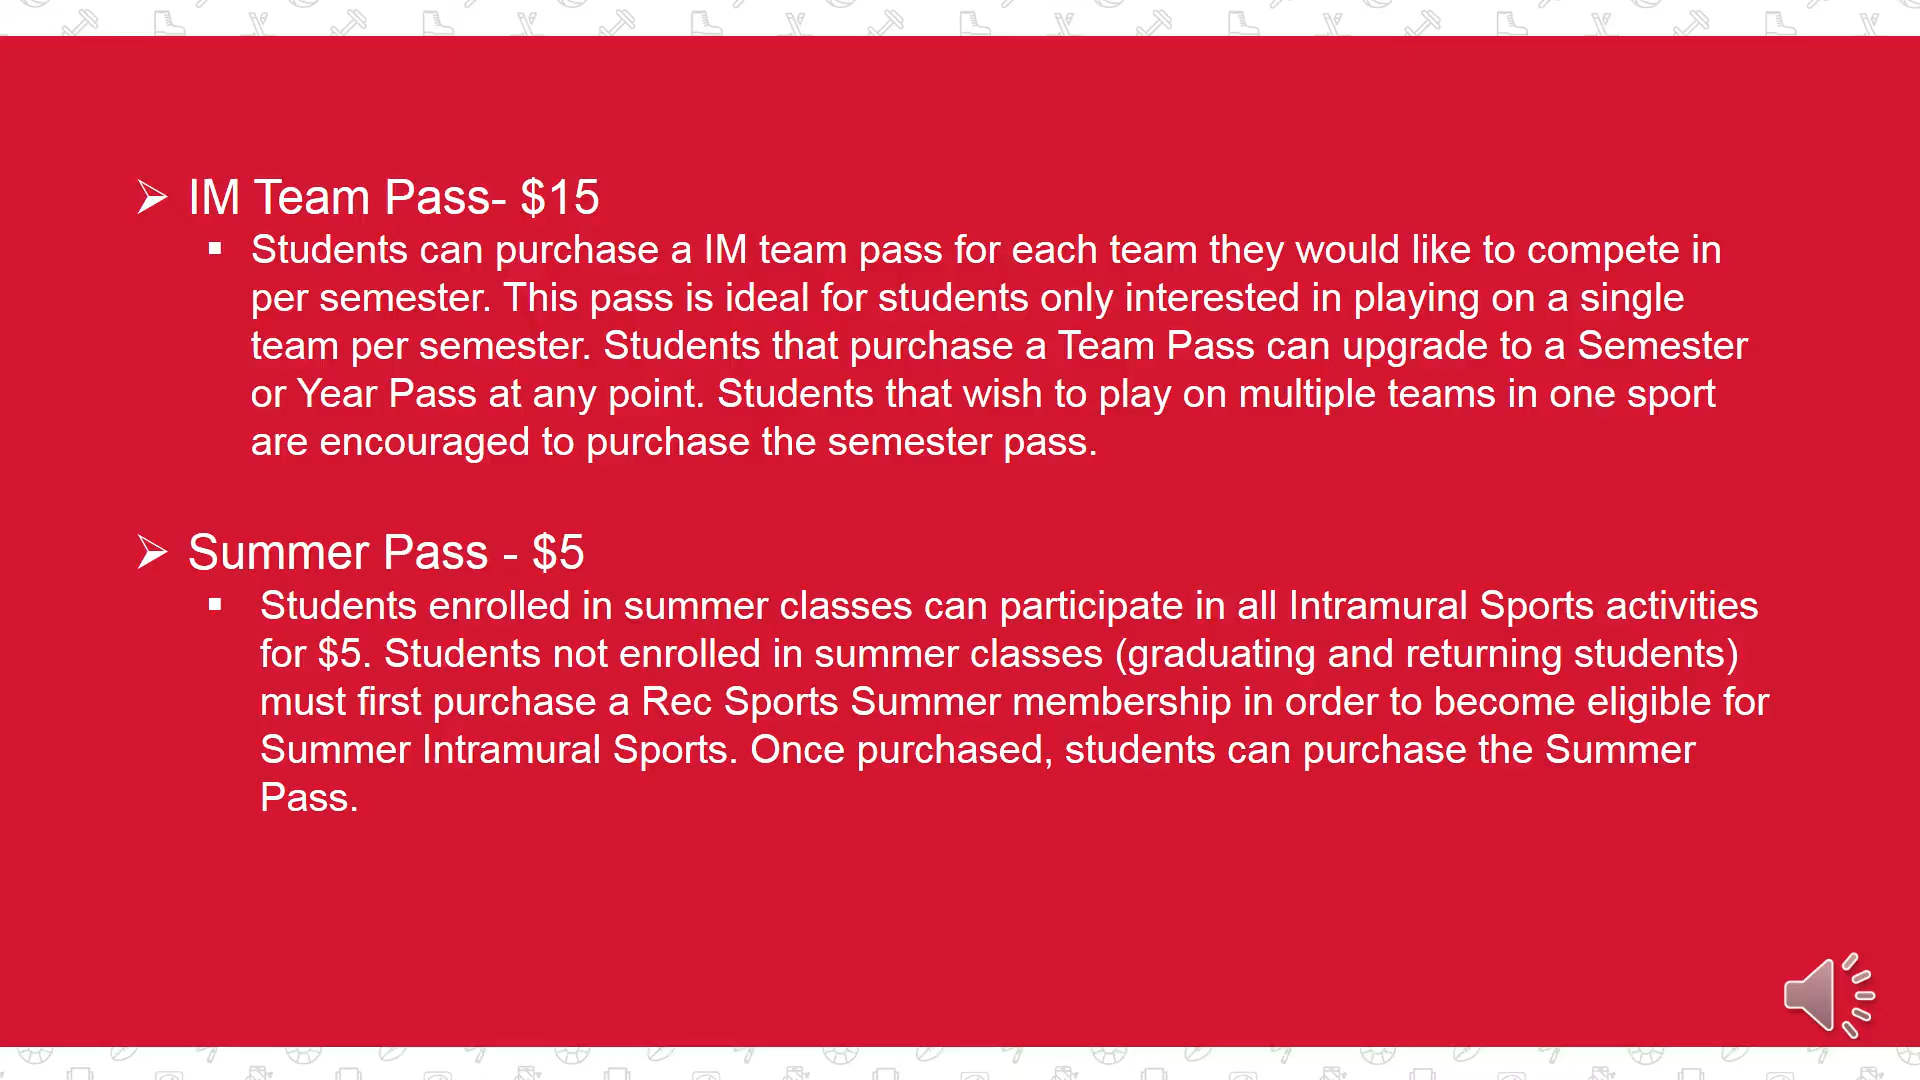 IM Team Pass- $15
Students can purchase a IM team pass for each team they would like to compete in
per semester. This pass is ideal for students only interested in playing on a single
team per semester. Students that purchase a Team Pass can upgrade to a Semester
or Year Pass at any point. Students that wish to play on multiple teams in one sport
are encouraged to purchase the semester pass.
Summer Pass - $5
Students enrolled in summer classes can participate in all Intramural Sports activities
for $5. Students not enrolled in summer classes (graduating and returning students)
must first purchase a Rec Sports Summer membership in order to become eligible for
Summer Intramural Sports. Once purchased, students can purchase the Summer
Pass.